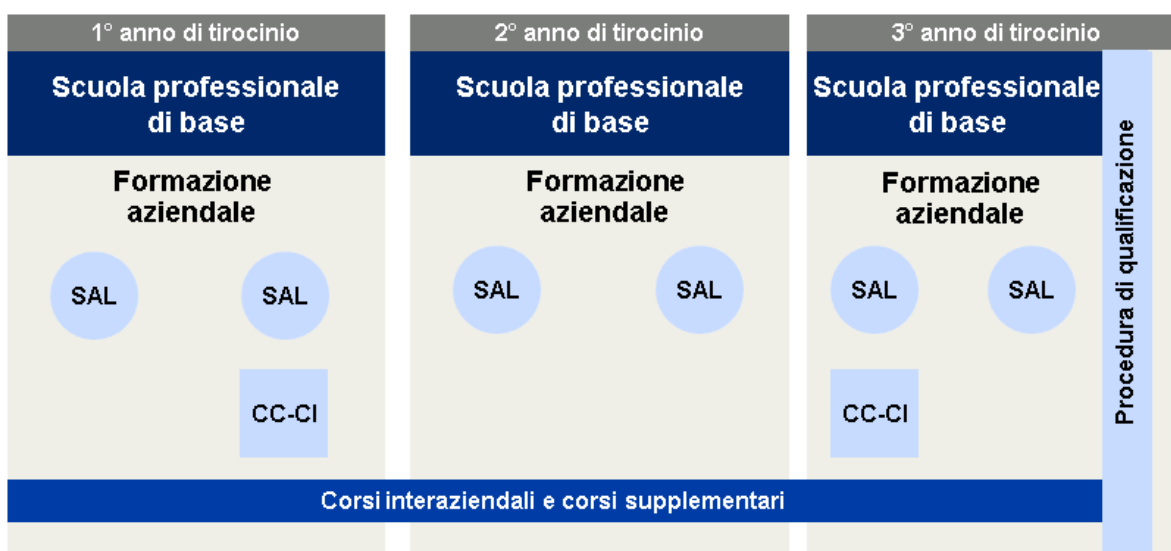 1° anno di tirocinio
2° anno di tirocinio
3° anno di tirocinio
Scuola professionale
di base
Scuola professionale
di base
Scuola professionale
di base
Formazione
aziendale
Formazione
aziendale
Formazione
aziendale
SAL
SAL
SAL
SAL
SAL
SAL
CC-CI
CC-CI
Corsi interaziendali e corsi supplementari
Procedura di qualificazione